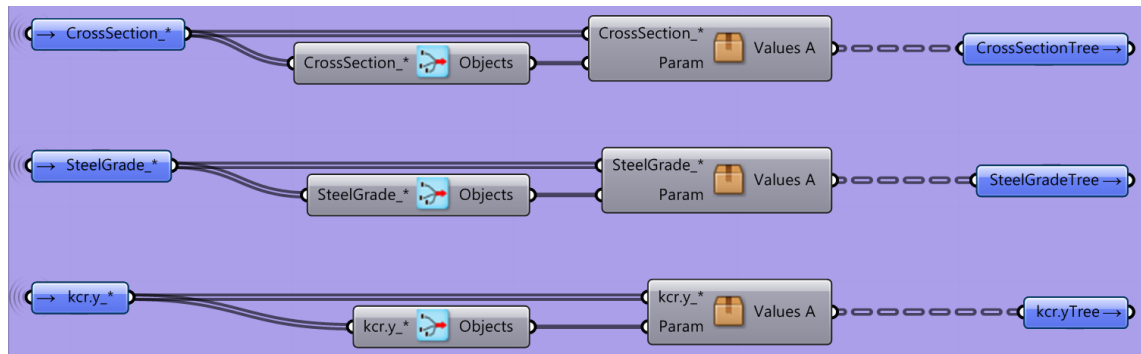 → CrossSection_*
CrossSection_* Objects
CrossSection_* Values A
Param
CrossSectionTree →
→ SteelGrade_*
SteelGrade_* Objects
SteelGrade_* Values A
Param
SteelGradeTree →
→ kcr.y_*
kcr.y_* Objects
kcr.y_* Values A
Param
kcr.yTree →